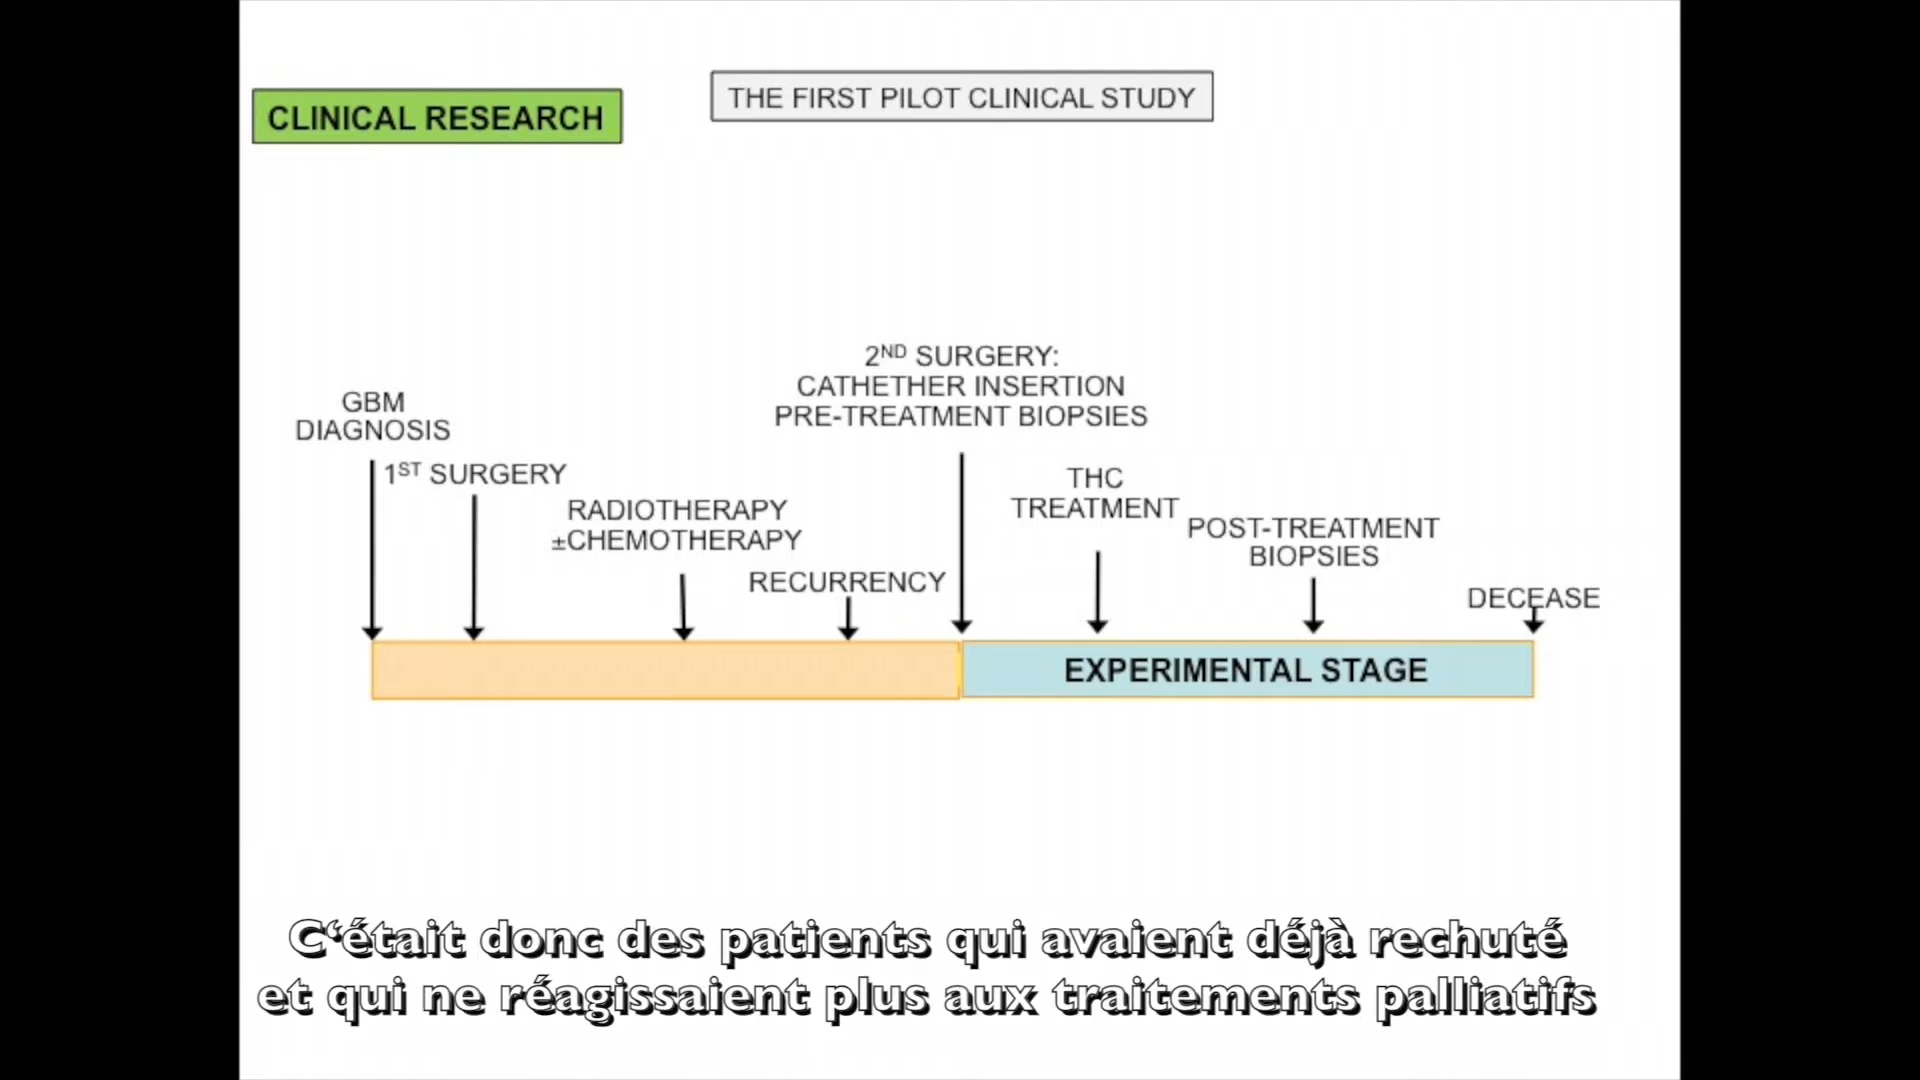 CLINICAL RESEARCH
THE FIRST PILOT CLINICAL STUDY
GBM
DIAGNOSIS
1ST SURGERY
RADIOTHERAPY
±CHEMOTHERAPY
RECURRENCY
2ND SURGERY:
CATHETHER INSERTION
PRE-TREATMENT BIOPSIES
THC
TREATMENT
POST-TREATMENT
BIOPSIES
DECEASE
EXPERIMENTAL STAGE
C‘était donc des patients qui avaient déjà rechuté
et qui ne réagissaient plus aux traitements palliatifs